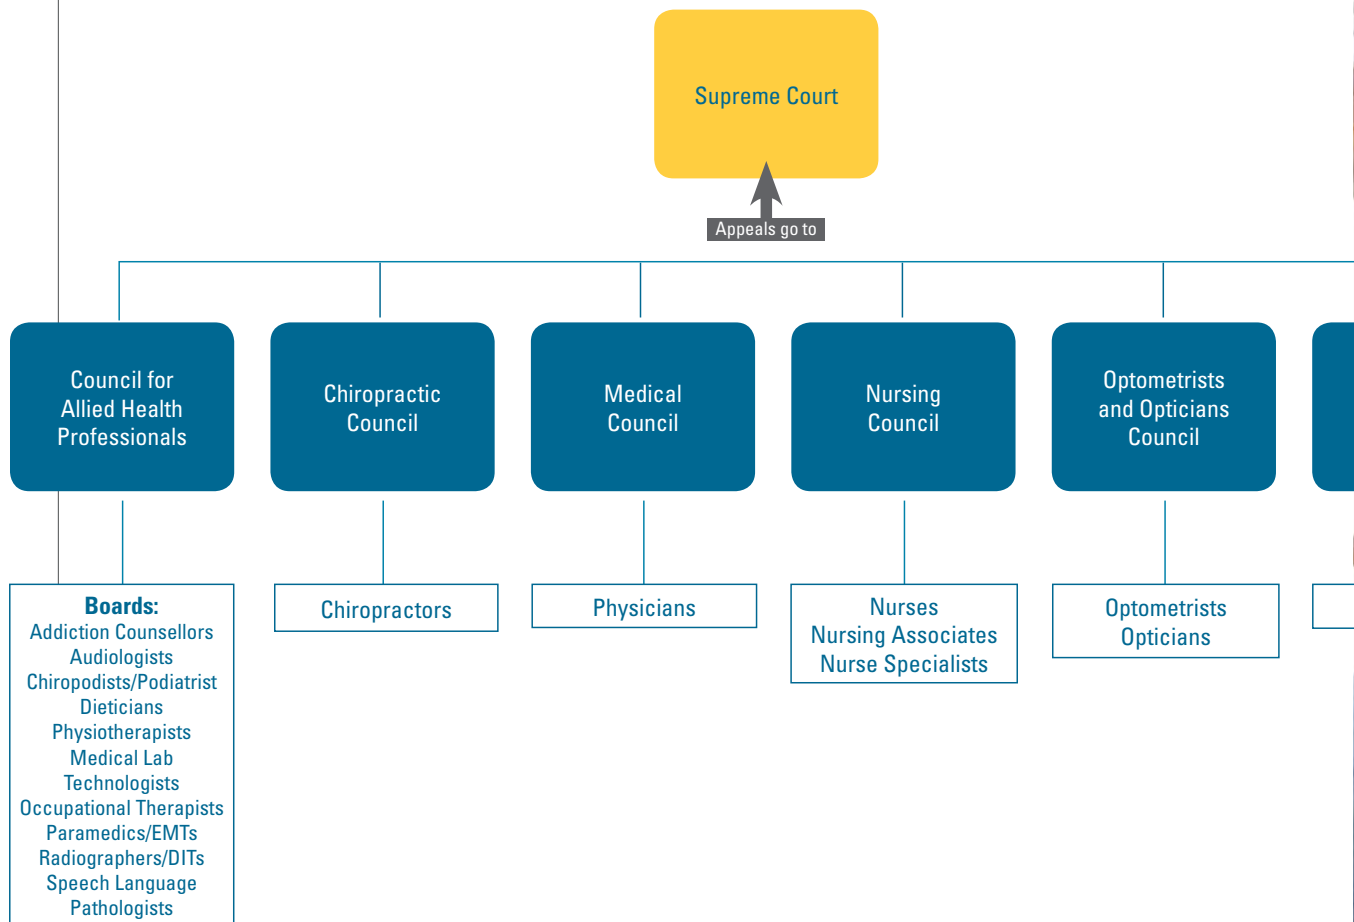 Supreme Court
Appeals go to
Council for
Allied Health
Professionals
Chiropractic
Council
Medical
Council
Nursing
Council
Optometrists
and Opticians
Council
Boards:
Addiction Counsellors
Audiologists
Chiropodists/Podiatrist
Dieticians
Physiotherapists
Medical Lab
Technologists
Occupational Therapists
Paramedics/EMTs
Radiographers/DITs
Speech Language
Pathologists
Chiropractors
Physicians
Nurses
Nursing Associates
Nurse Specialists
Optometrists
Opticians